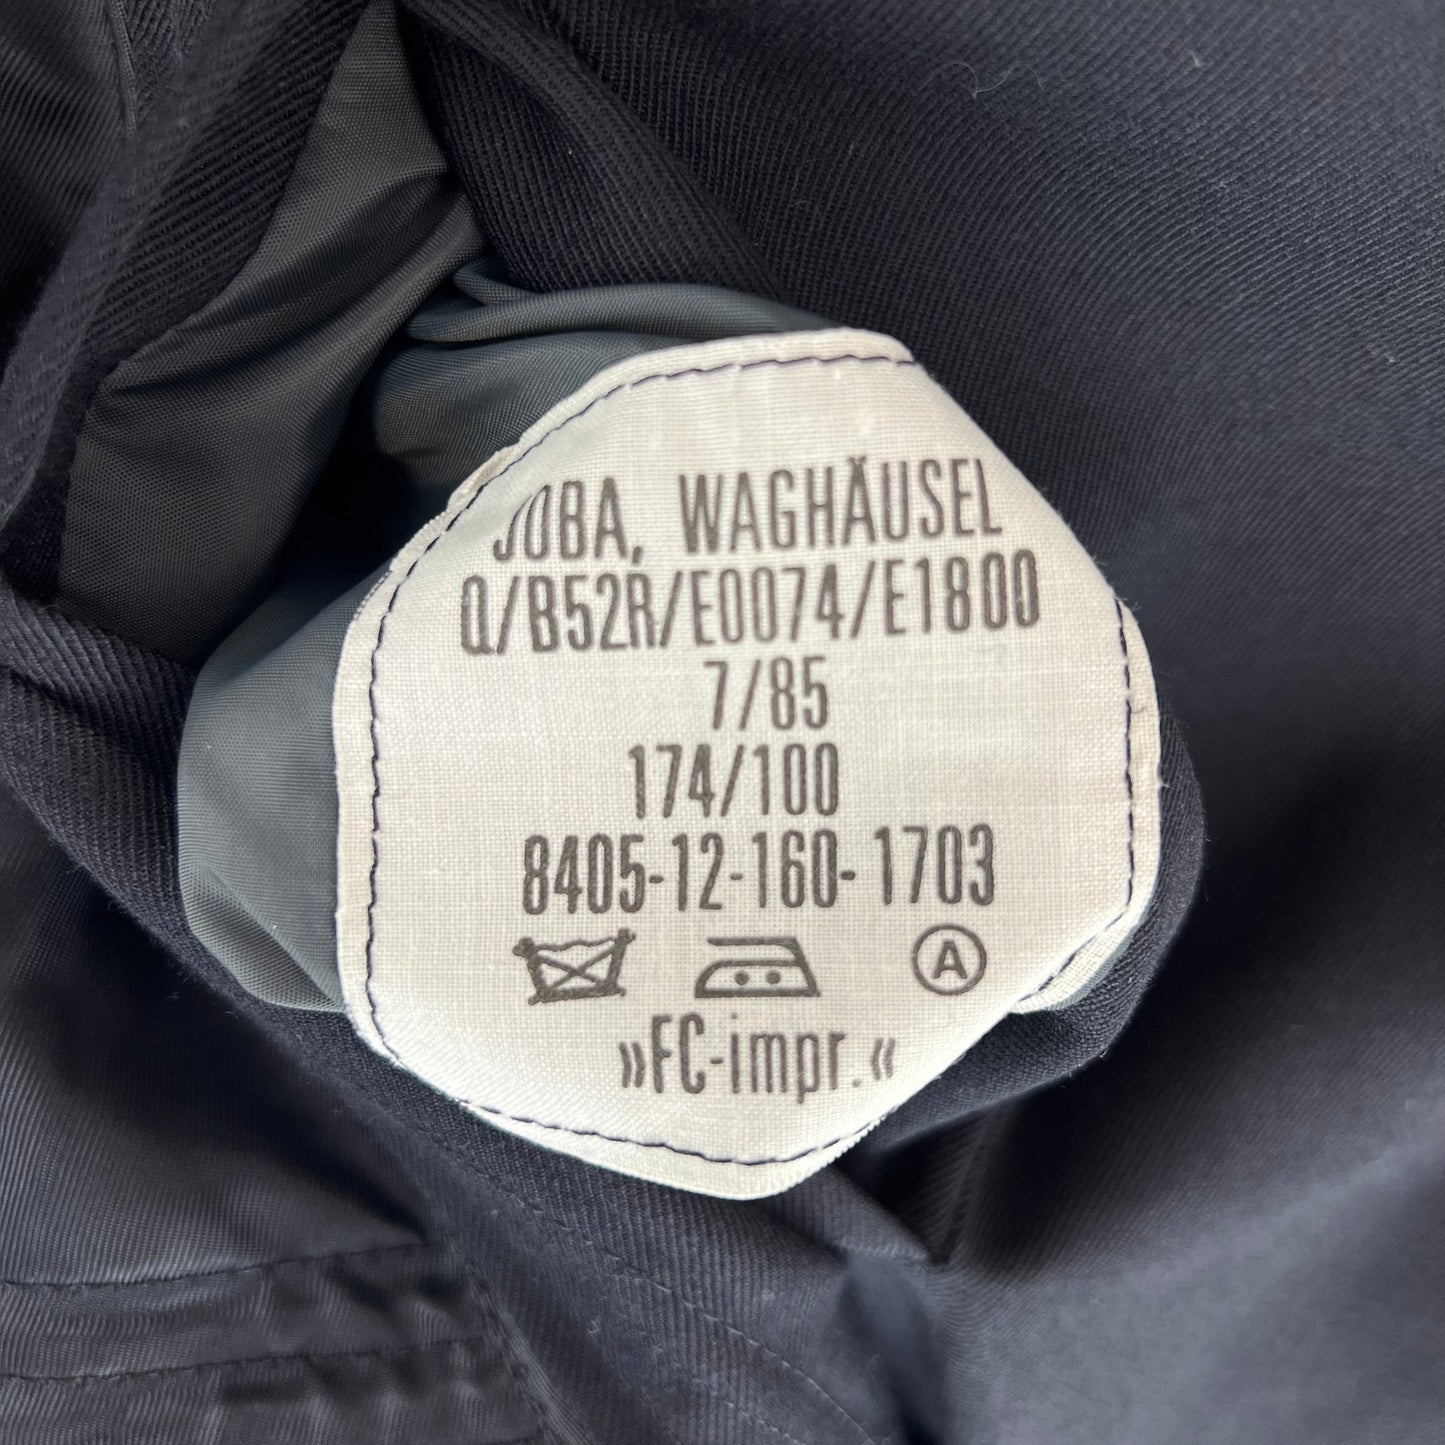 JOBA, WAGHÄUSEL
Q/B52R/E0074/E1800
7/85
174/100
8405-12-160-1703
A
»FC-impr.«